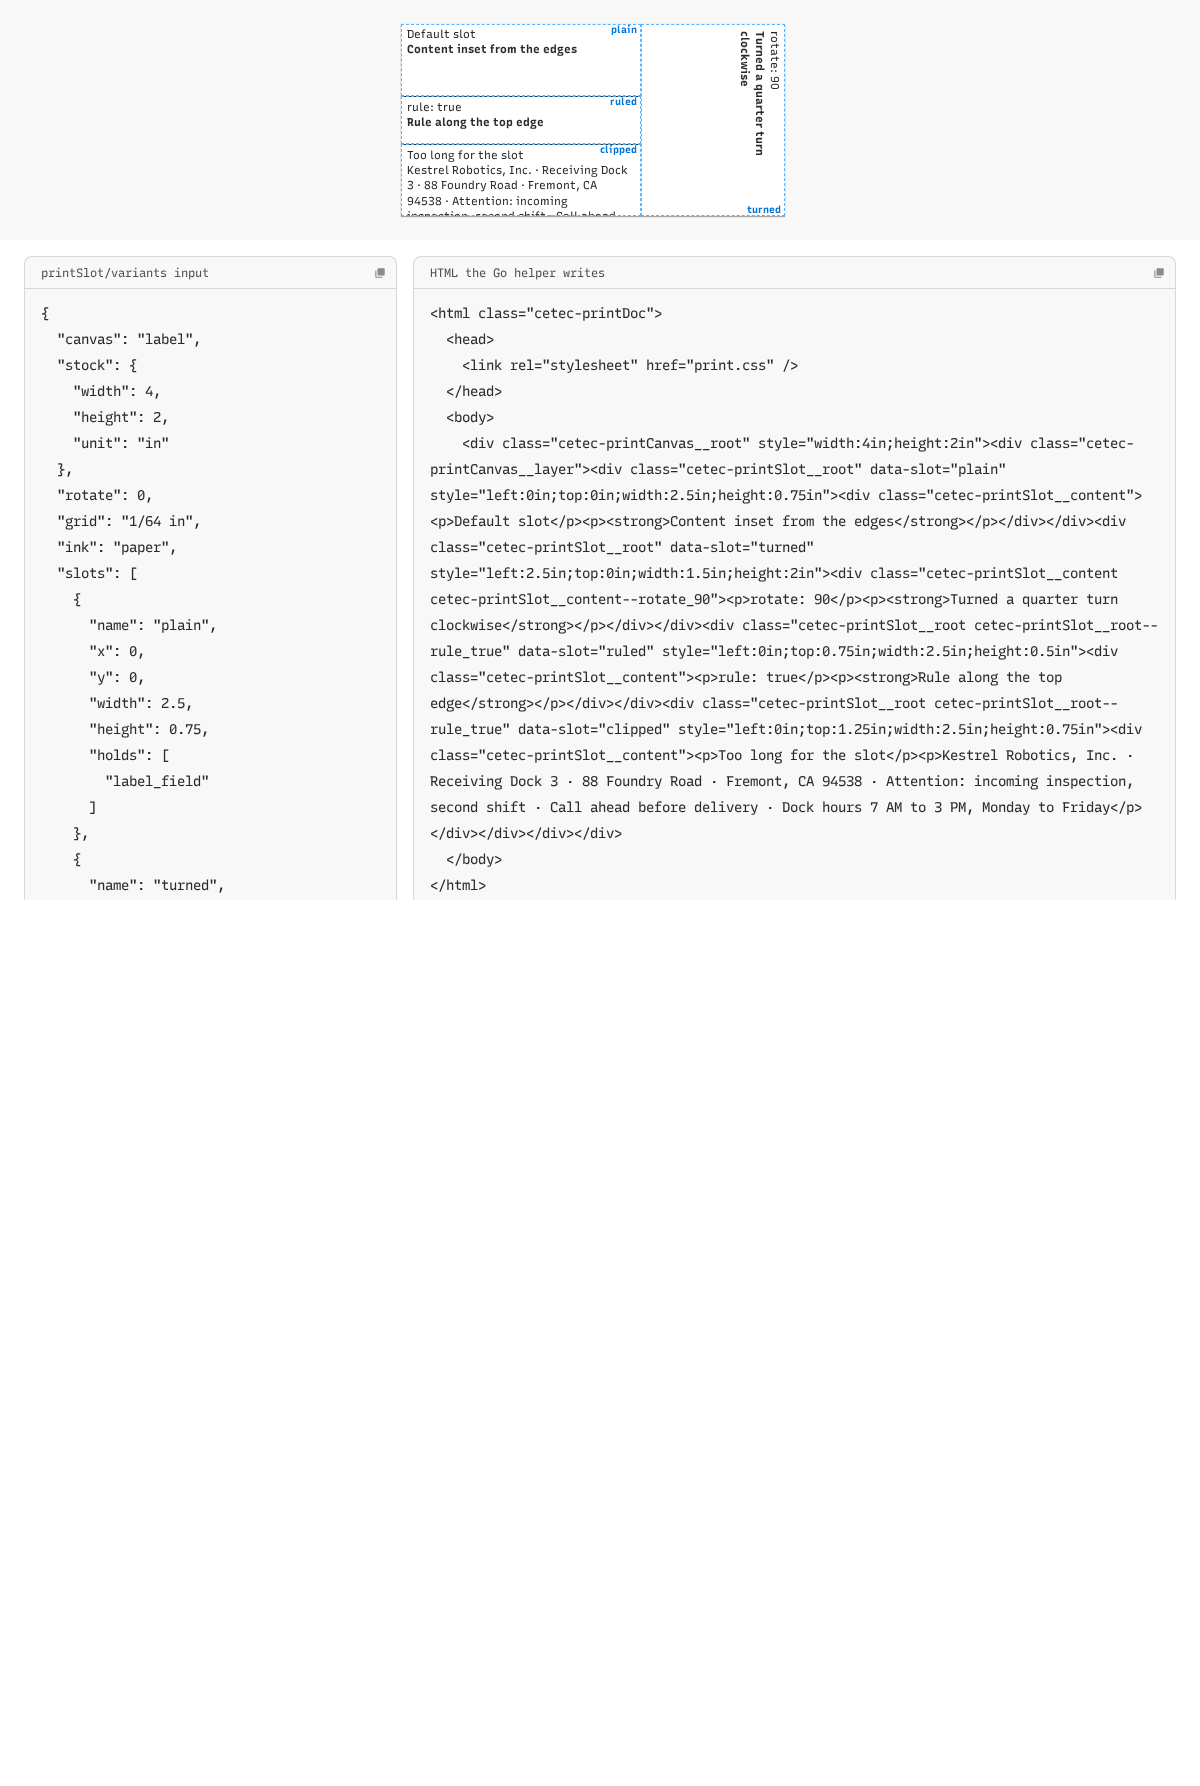 Default slot
plain
Content inset from the edges
rule: true
ruled
Rule along the top edge
Too long for the slot
clipped
Kestrel Robotics, Inc. · Receiving Dock
3 · 88 Foundry Road · Fremont, CA
94538 · Attention: incoming
inspection, second shift · Call ahead
rotate: 90
Turned a quarter turn
clockwise
turned
printSlot/variants input
{
  "canvas": "label",
  "stock": {
    "width": 4,
    "height": 2,
    "unit": "in"
  },
  "rotate": 0,
  "grid": "1/64 in",
  "ink": "paper",
  "slots": [
    {
      "name": "plain",
      "x": 0,
      "y": 0,
      "width": 2.5,
      "height": 0.75,
      "holds": [
        "label_field"
      ]
    },
    {
      "name": "turned",
HTML the Go helper writes
<html class="cetec-printDoc">
  <head>
    <link rel="stylesheet" href="print.css" />
  </head>
  <body>
    <div class="cetec-printCanvas__root" style="width:4in;height:2in"><div class="cetec-
printCanvas__layer"><div class="cetec-printSlot__root" data-slot="plain"
style="left:0in;top:0in;width:2.5in;height:0.75in"><div class="cetec-printSlot__content">
<p>Default slot</p><p><strong>Content inset from the edges</strong></p></div></div><div
class="cetec-printSlot__root" data-slot="turned"
style="left:2.5in;top:0in;width:1.5in;height:2in"><div class="cetec-printSlot__content
cetec-printSlot__content--rotate_90"><p>rotate: 90</p><p><strong>Turned a quarter turn
clockwise</strong></p></div></div><div class="cetec-printSlot__root cetec-printSlot__root--
rule_true" data-slot="ruled" style="left:0in;top:0.75in;width:2.5in;height:0.5in"><div
class="cetec-printSlot__content"><p>rule: true</p><p><strong>Rule along the top
edge</strong></p></div></div><div class="cetec-printSlot__root cetec-printSlot__root--
rule_true" data-slot="clipped" style="left:0in;top:1.25in;width:2.5in;height:0.75in"><div
class="cetec-printSlot__content"><p>Too long for the slot</p><p>Kestrel Robotics, Inc. ·
Receiving Dock 3 · 88 Foundry Road · Fremont, CA 94538 · Attention: incoming inspection,
second shift · Call ahead before delivery · Dock hours 7 AM to 3 PM, Monday to Friday</p>
</div></div></div></div>
  </body>
</html>